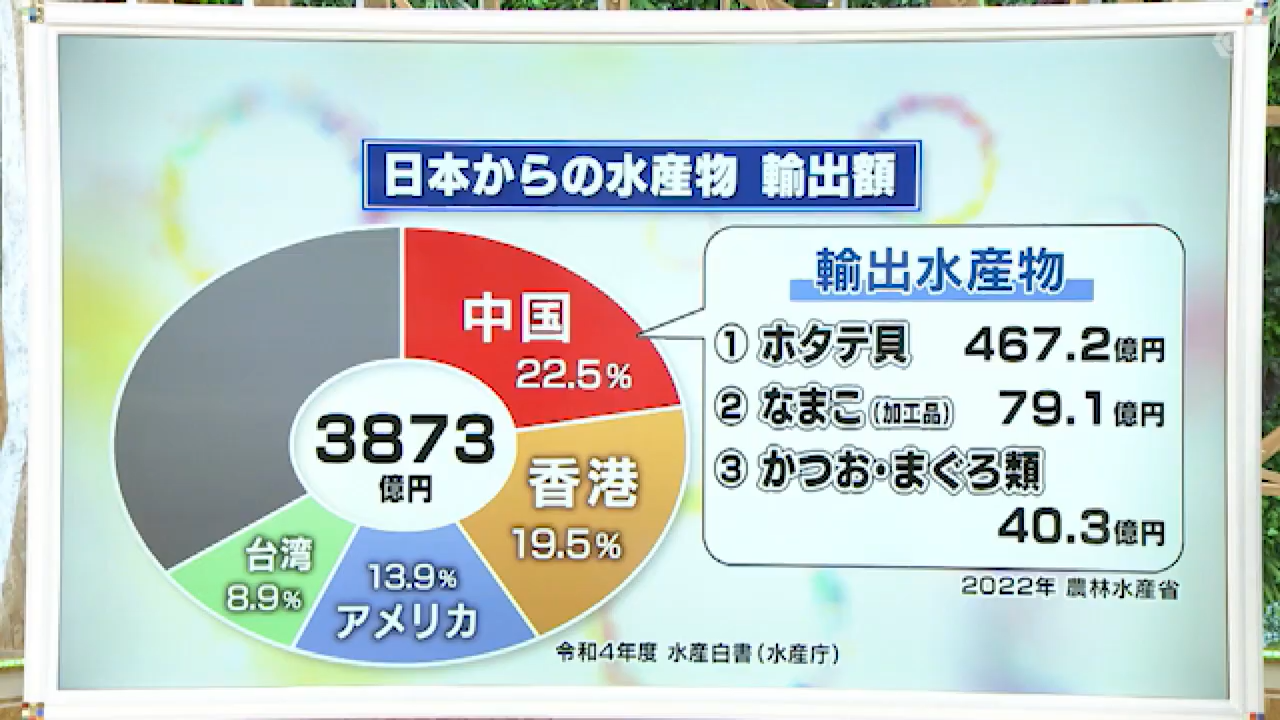 日本からの水産物 輸出額
中国
22.5%
香港
19.5%
13.9%
アメリカ
台湾
8.9%
3873
億円
輸出水産物
① ホタテ貝 467.2億円
② なまこ(加工品) 79.1億円
③ かつお・まぐろ類
40.3億円
2022年 農林水産省
令和4年度 水産白書(水産庁)